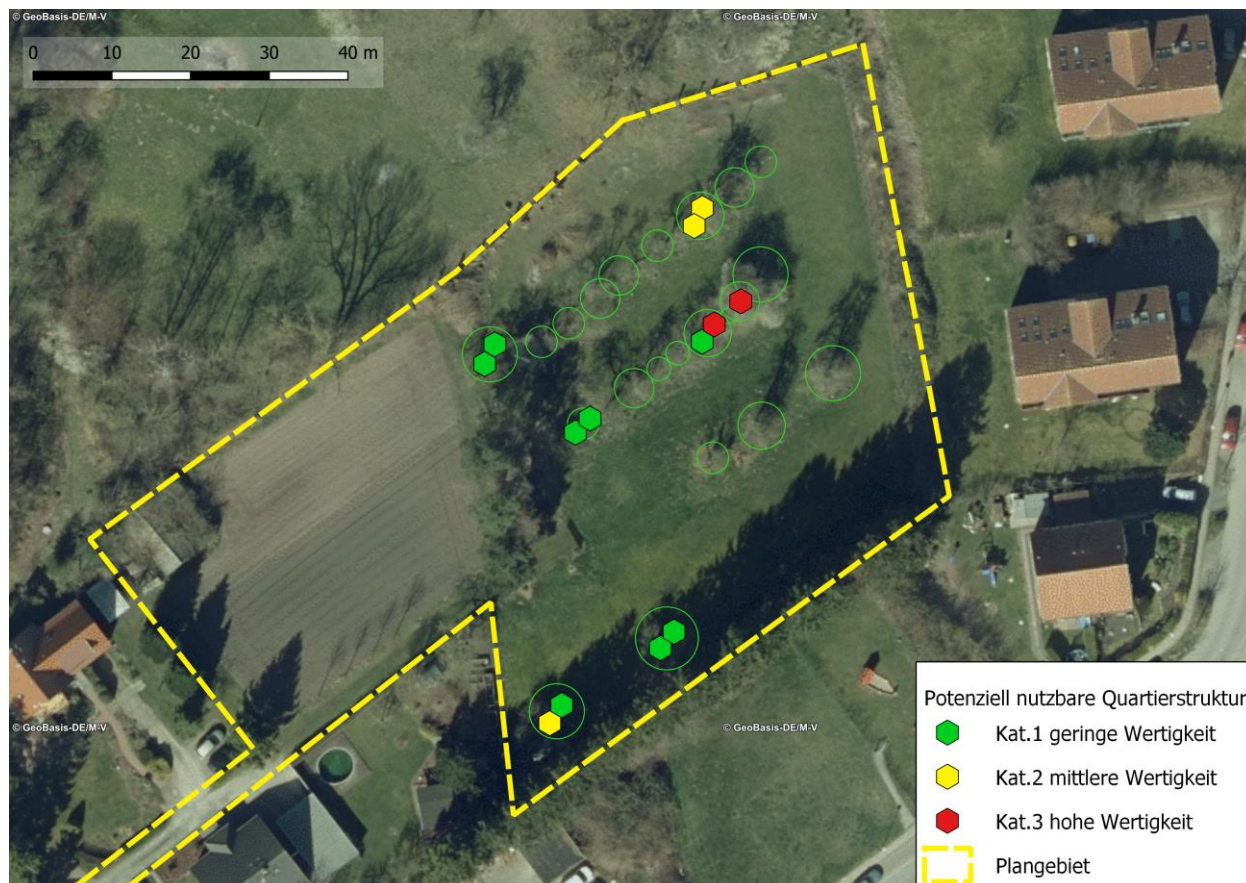 © GeoBasis-DE/M-V
© GeoBasis-DE/M-V
0 10 20 30 40 m
© GeoBasis-DE/M-V
© GeoBasis-DE/M-V
Potenziell nutzbare Quartierstruktur
Kat.1 geringe Wertigkeit
Kat.2 mittlere Wertigkeit
Kat.3 hohe Wertigkeit
Plangebiet